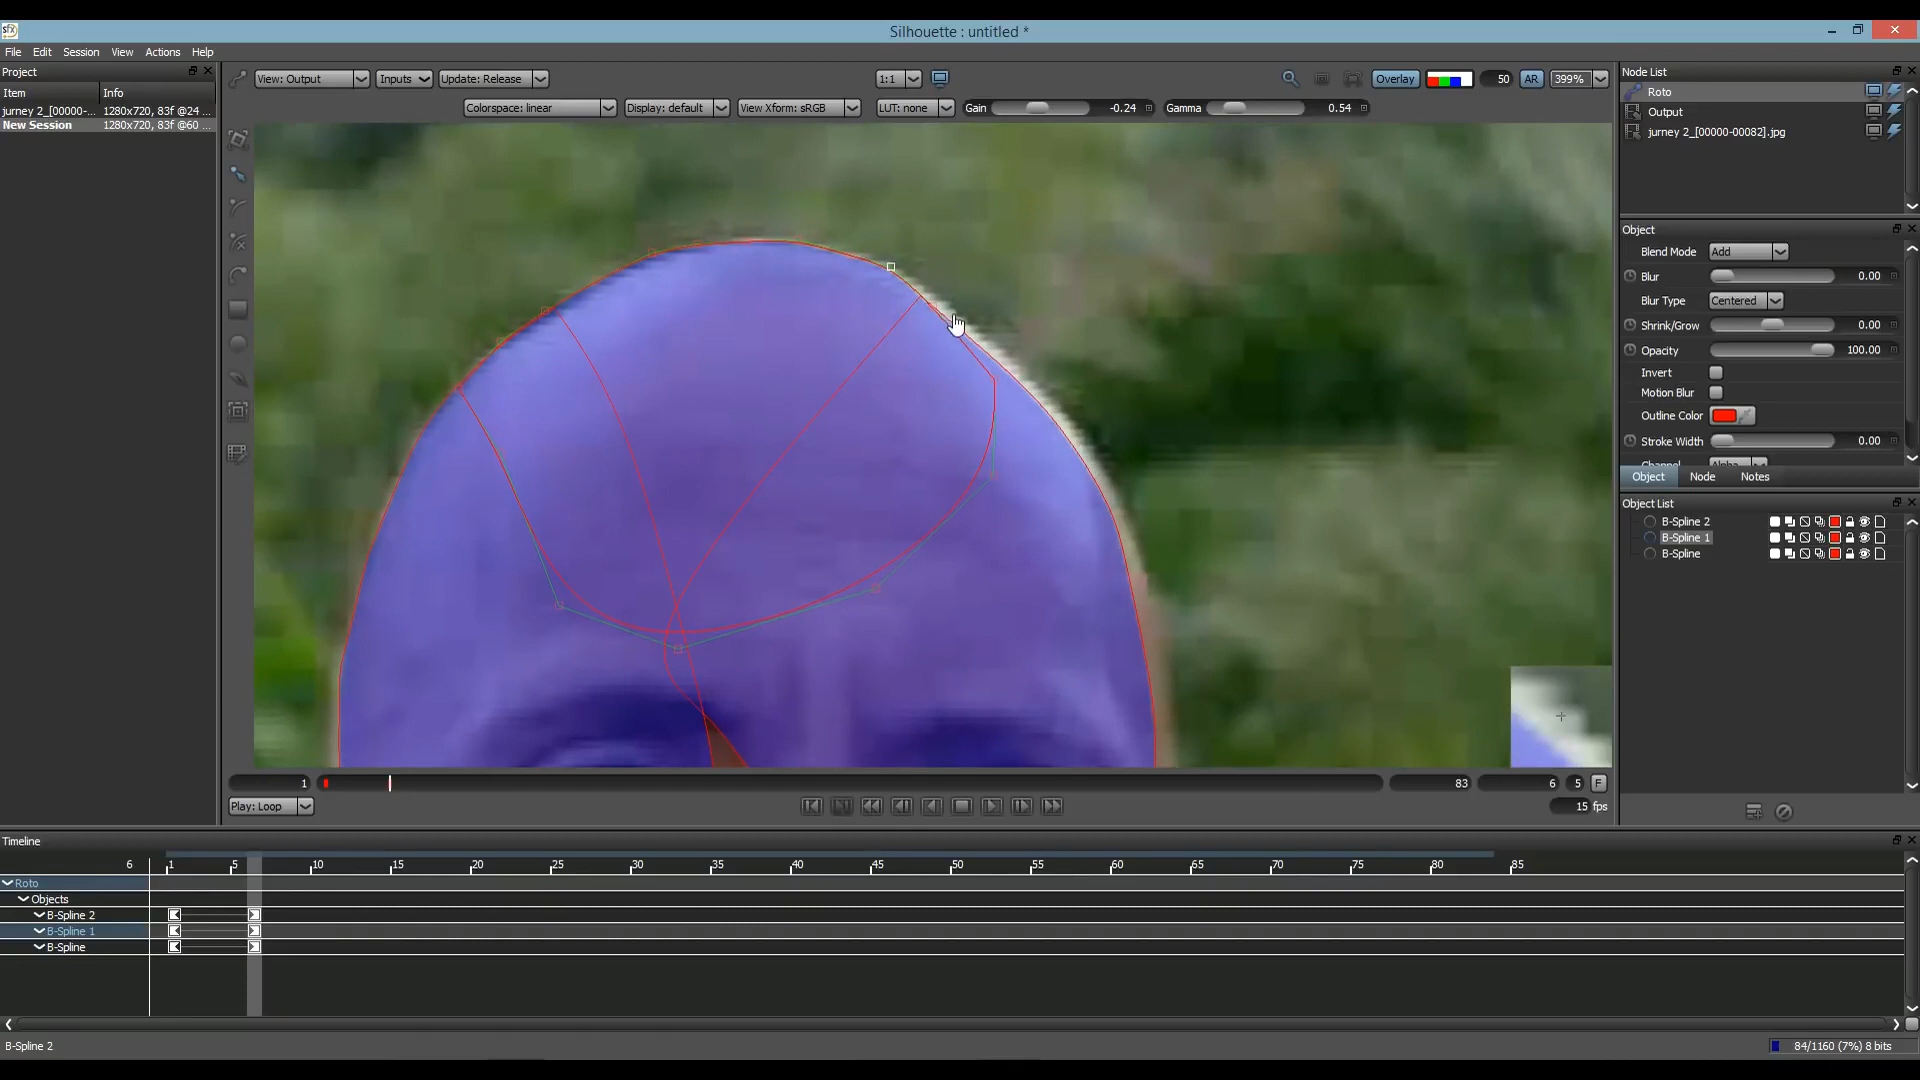 sfx
Silhouette : untitled *
File Edit Session View Actions Help
Project
Item Info
jurney 2_[00000-... 1280x720, 83f @24 ...
New Session 1280x720, 83f @60 ...
View: Output Inputs Update: Release 1:1 Overlay 50 AR 399%
Colorspace: linear Display: default View Xform: sRGB LUT: none Gain -0.24 Gamma 0.54
Node List
Roto
Output
jurney 2_[00000-00082].jpg
Object
Blend Mode Add
Blur 0.00
Blur Type Centered
Shrink/Grow 0.00
Opacity 100.00
Invert
Motion Blur
Outline Color
Stroke Width 0.00
Channel Alpha
Object Node Notes
Object List
B-Spline 2
B-Spline 1
B-Spline
1 83 6 5 F
Play: Loop 15 fps
Timeline
6 1 5 10 15 20 25 30 35 40 45 50 55 60 65 70 75 80 85
Roto
Objects
B-Spline 2
B-Spline 1
B-Spline
B-Spline 2 84/1160 (7%) 8 bits